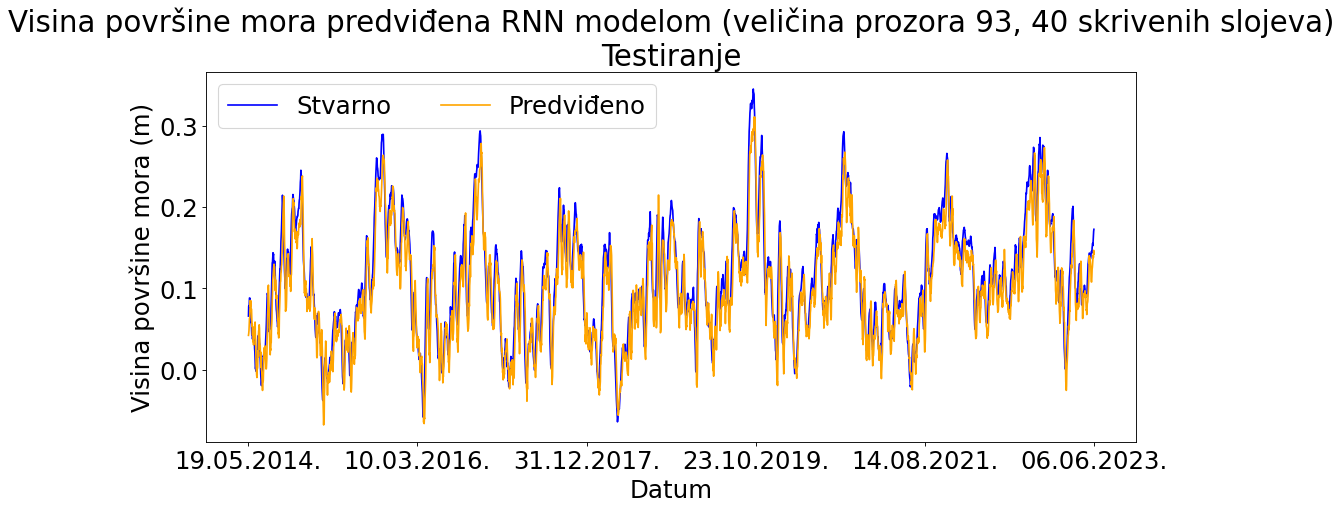 Visina površine mora predviđena RNN modelom (veličina prozora 93, 40 skrivenih slojeva)
Testiranje
Stvarno
Predviđeno
Visina površine mora (m)
0.3
0.2
0.1
0.0
19.05.2014.
10.03.2016.
31.12.2017.
23.10.2019.
14.08.2021.
06.06.2023.
Datum